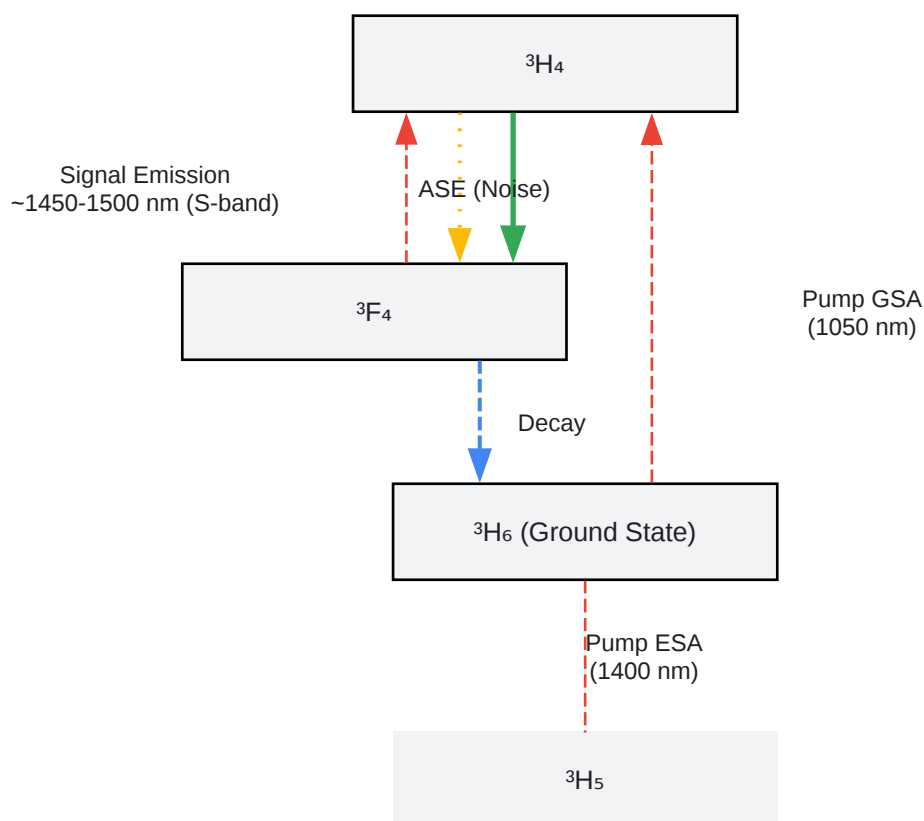 ³H₄
Signal Emission
~1450-1500 nm (S-band)
ASE (Noise)
³F₄
Pump GSA
(1050 nm)
Decay
³H₆ (Ground State)
Pump ESA
(1400 nm)
³H₅